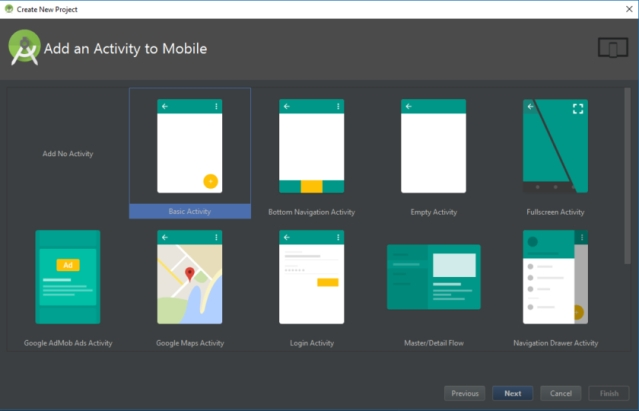 Create New Project
Add an Activity to Mobile
Add No Activity
Basic Activity
Bottom Navigation Activity
Empty Activity
Fullscreen Activity
Ad
Google AdMob Ads Activity
Google Maps Activity
Login Activity
Master/Detail Flow
Navigation Drawer Activity
Previous
Next
Cancel
Finish